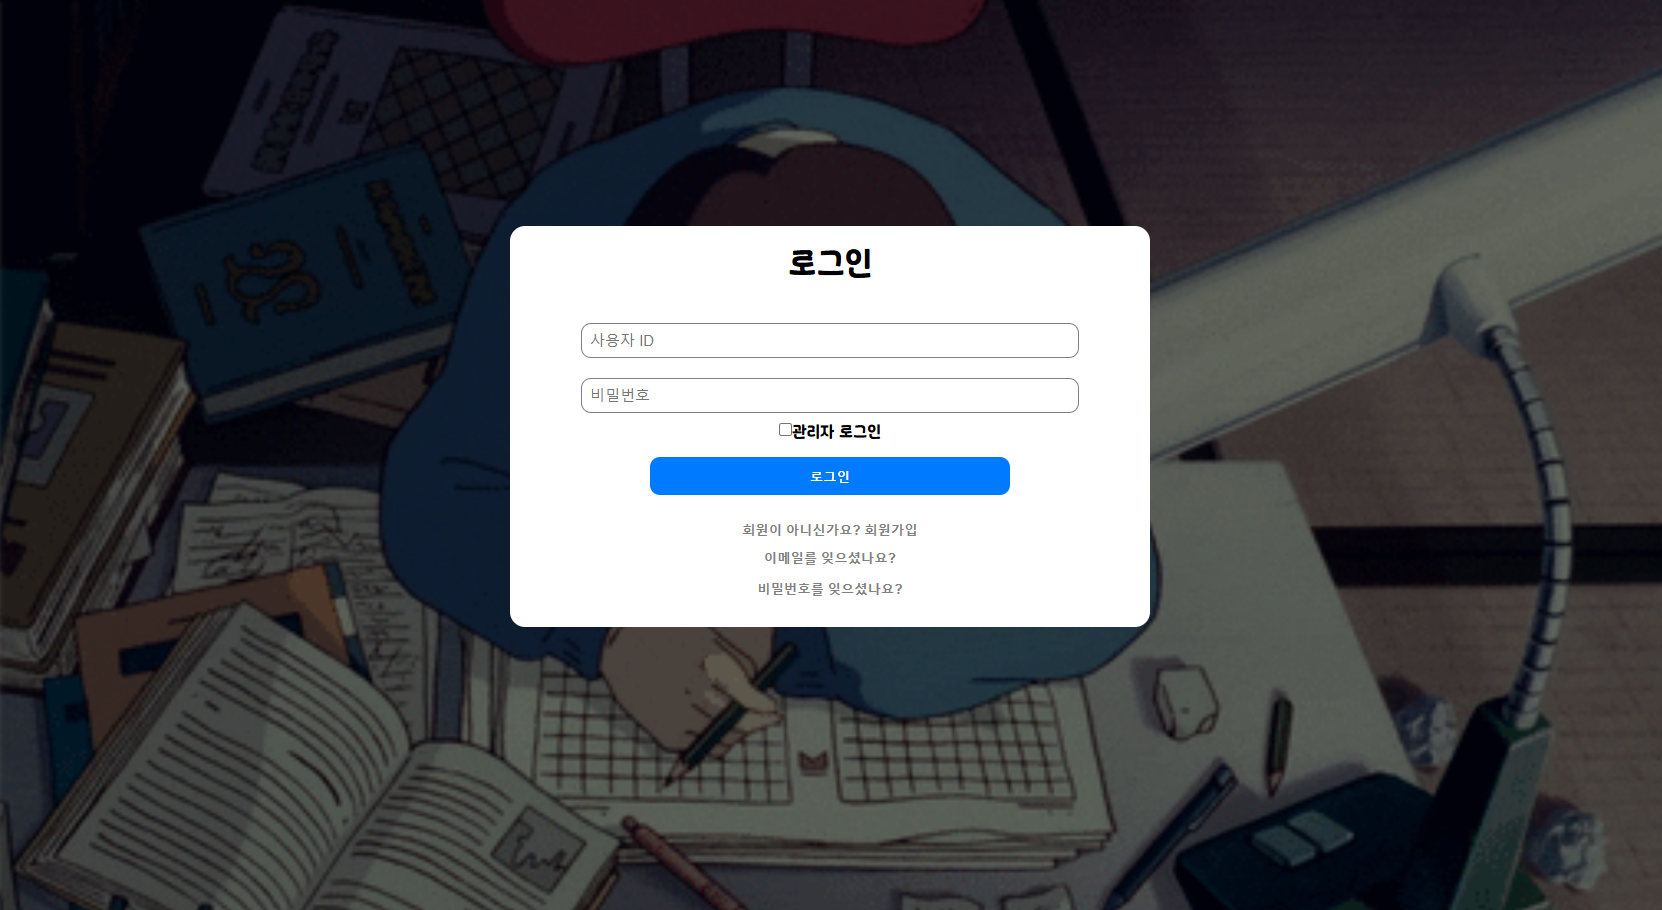 로그인
사용자 ID
비밀번호
관리자 로그인
로그인
회원이 아니신가요? 회원가입
이메일를 잊으셨나요?
비밀번호를 잊으셨나요?